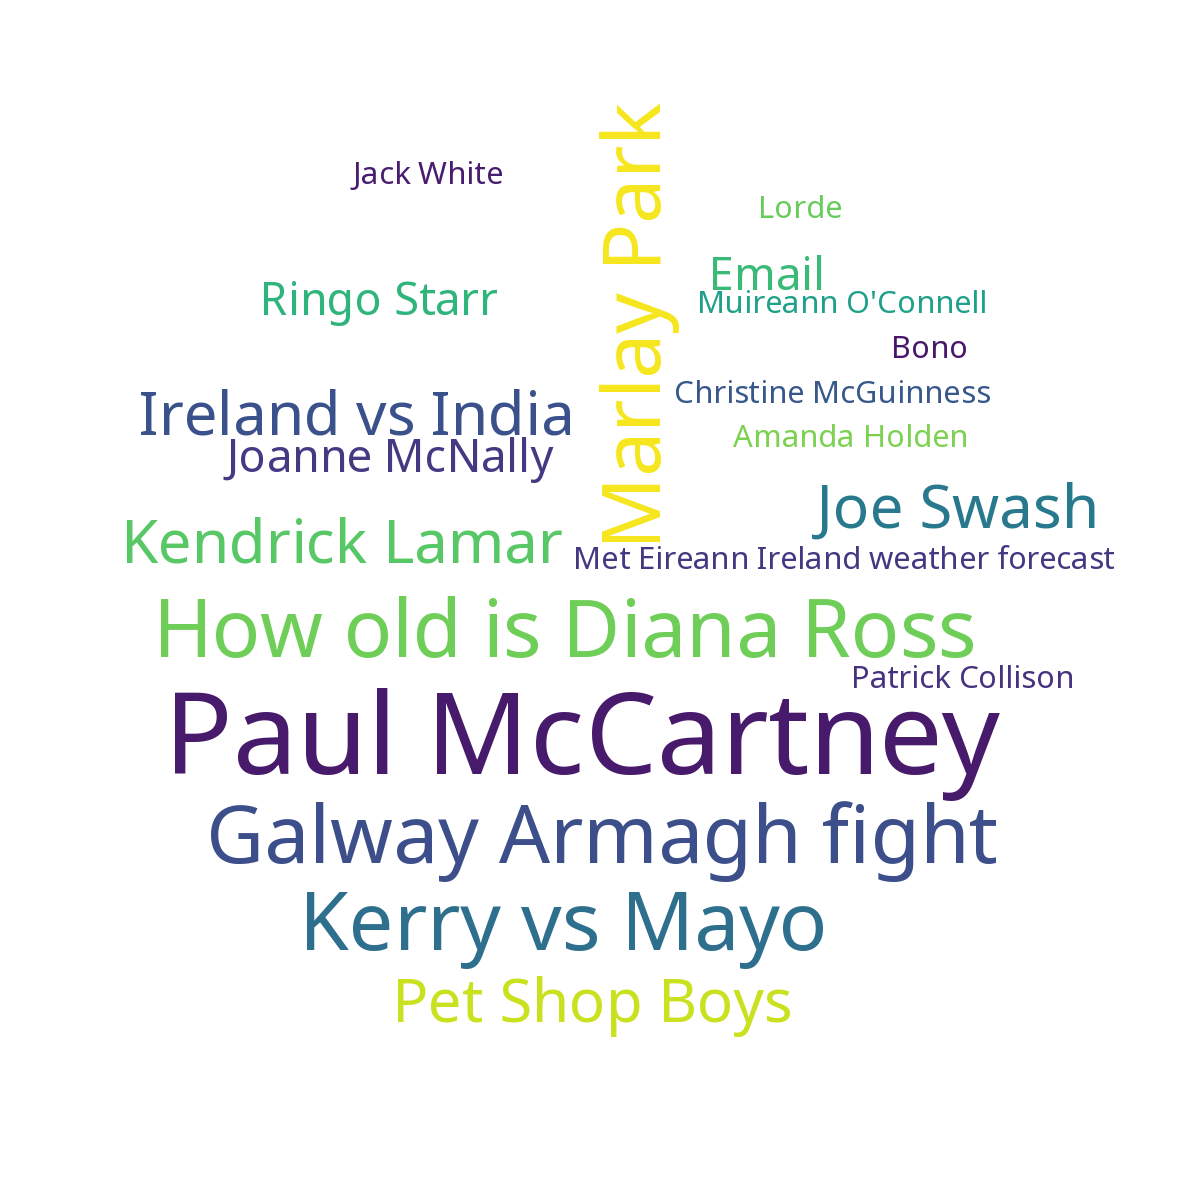 Marlay Park
Jack White
Lorde
Email
Ringo Starr
Muireann O'Connell
Bono
Christine McGuinness
Ireland vs India
Amanda Holden
Joanne McNally
Joe Swash
Kendrick Lamar
Met Eireann Ireland weather forecast
How old is Diana Ross
Patrick Collison
Paul McCartney
Galway Armagh fight
Kerry vs Mayo
Pet Shop Boys